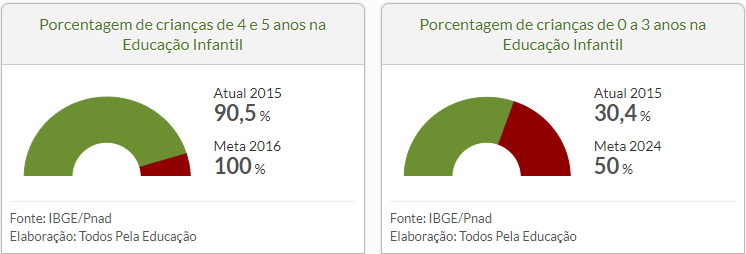 Porcentagem de crianças de 4 e 5 anos na
Educação Infantil
Atual 2015
90,5 %
Meta 2016
100 %
Fonte: IBGE/Pnad
Elaboração: Todos Pela Educação
Porcentagem de crianças de 0 a 3 anos na
Educação Infantil
Atual 2015
30,4 %
Meta 2024
50 %
Fonte: IBGE/Pnad
Elaboração: Todos Pela Educação